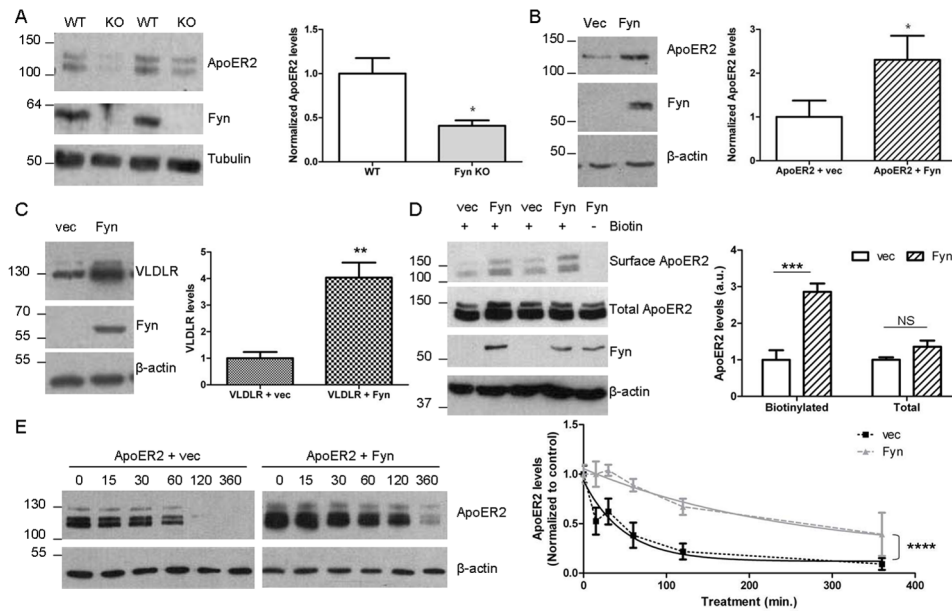 A
WT KO WT KO
150
100
ApoER2
64
Fyn
50
Tubulin
Normalized ApoER2 levels
1.5
1.0
0.5
0.0
*
WT
Fyn KO
B
Vec Fyn
150
100
ApoER2
50
Fyn
50
β-actin
Normalized ApoER2 levels
3
2
1
0
*
ApoER2 + vec
ApoER2 + Fyn
C
vec Fyn
130
VLDLR
70
55
Fyn
55
β-actin
VLDLR levels
5
4
3
2
1
0
**
VLDLR + vec
VLDLR + Fyn
D
vec Fyn vec Fyn Fyn
+ + + + - Biotin
150
100
Surface ApoER2
150
Total ApoER2
50
Fyn
37
β-actin
ApoER2 levels (a.u.)
4
3
2
1
0
vec
Fyn
***
NS
Biotinylated
Total
E
ApoER2 + vec
ApoER2 + Fyn
0 15 30 60 120 360
0 15 30 60 120 360
130
100
ApoER2
55
β-actin
ApoER2 levels
(Normalized to control)
1.5
1.0
0.5
0.0
vec
Fyn
****
0 100 200 300 400
Treatment (min.)